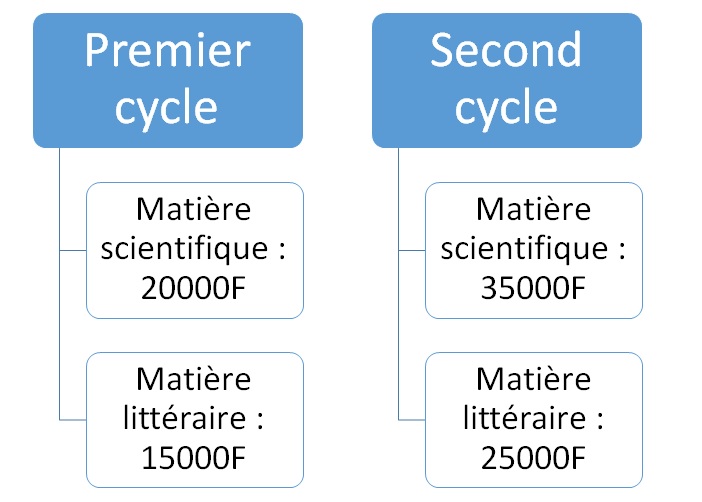 Premier
cycle
Matière
scientifique :
20000F
Matière
littéraire :
15000F
Second
cycle
Matière
scientifique :
35000F
Matière
littéraire :
25000F